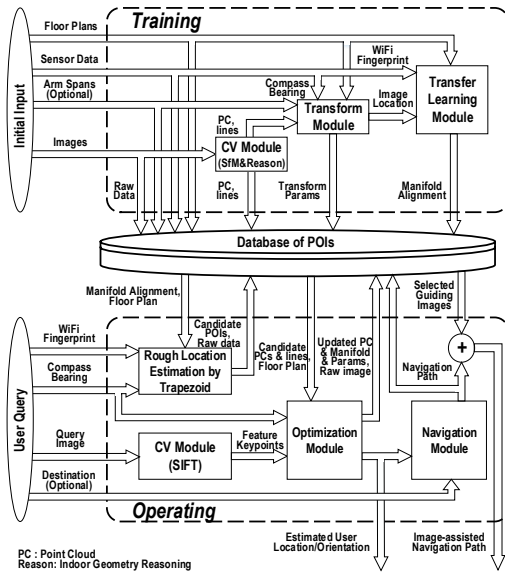 Training
Floor Plans
Sensor Data
Arm Spans
(Optional)
Images
Initial Input
WiFi
Fingerprint
Compass
Bearing
Image
Location
Transfer
Learning
Module
Transform
Module
PC,
lines
CV Module
(SfM&Reason)
Raw
Data
PC,
lines
Transform
Params
Manifold
Alignment
Database of POIs
Manifold Alignment,
Floor Plan
Candidate
POIs,
Raw data
Candidate
PCs & lines,
Floor Plan
Updated PC
& Manifold
& Params,
Raw image
Selected
Guiding
Images
Navigation
Path
+
WiFi
Fingerprint
Compass
Bearing
Query
Image
Destination
(Optional)
User Query
Rough Location
Estimation by
Trapezoid
CV Module
(SIFT)
Feature
Keypoints
Optimization
Module
Navigation
Module
Operating
Estimated User
Location/Orientation
Image-assisted
Navigation Path
PC : Point Cloud
Reason: Indoor Geometry Reasoning